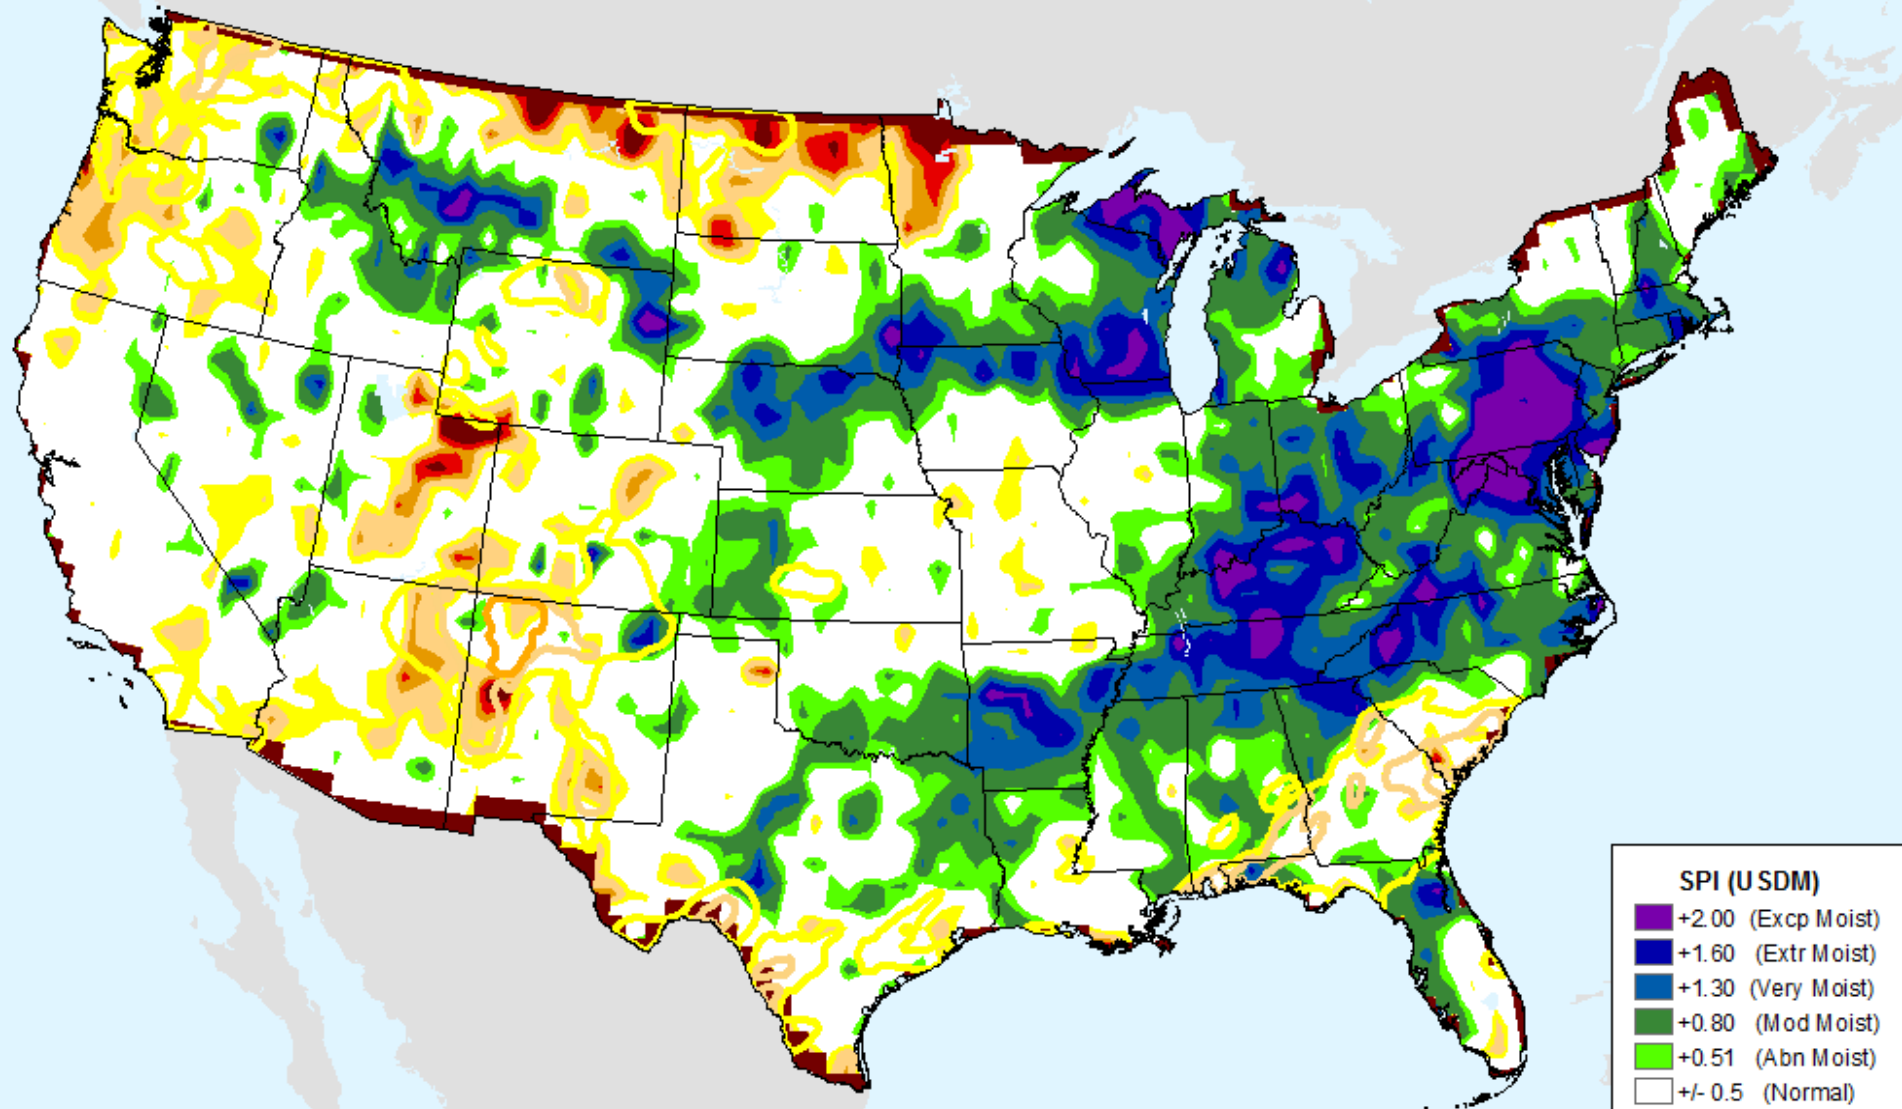 SPI (USDM)
+2.00 (Excp Moist)
+1.60 (Extr Moist)
+1.30 (Very Moist)
+0.80 (Mod Moist)
+0.51 (Abn Moist)
+/- 0.5 (Normal)